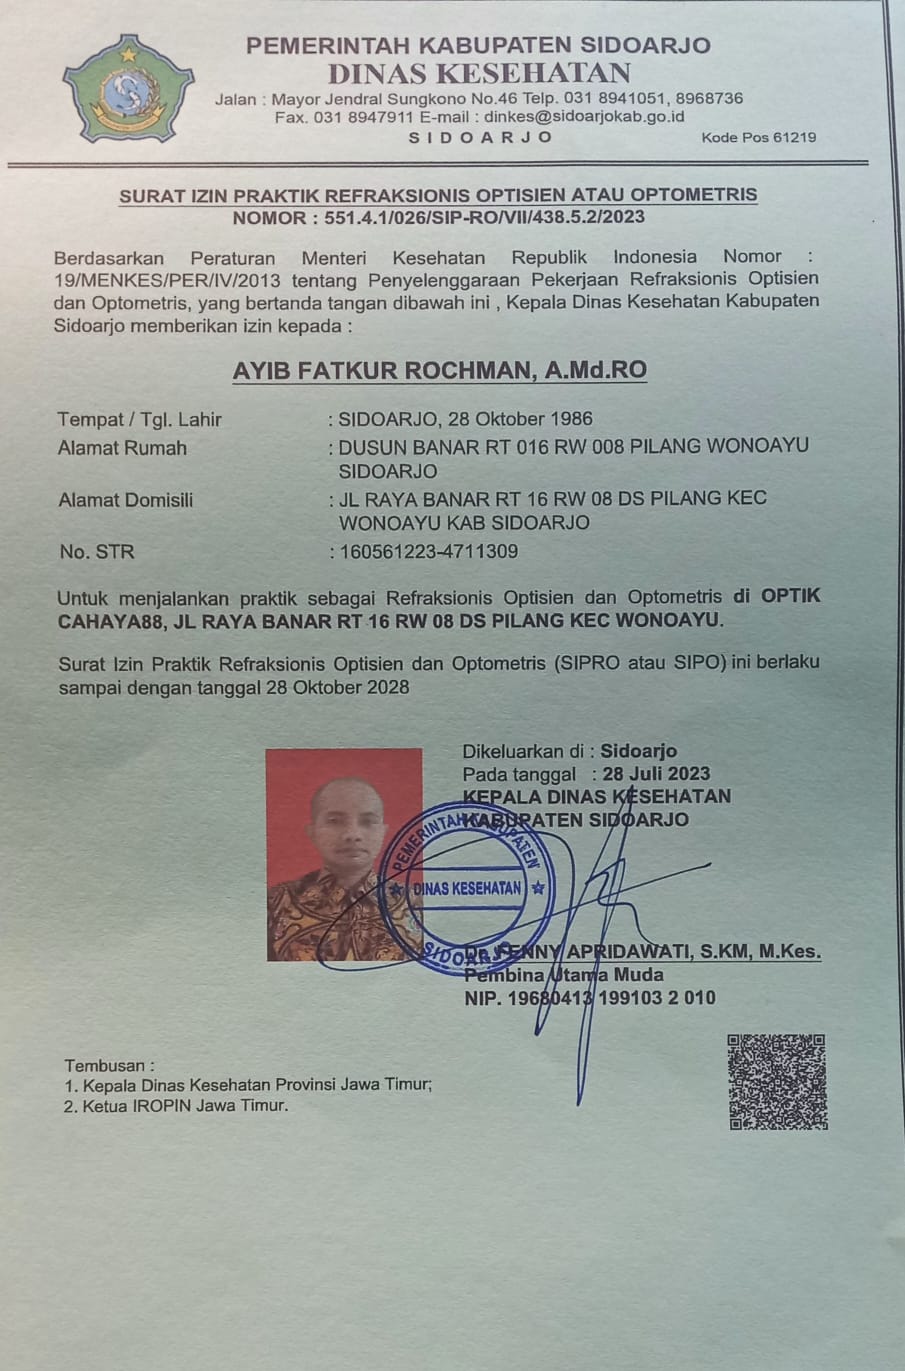 PEMERINTAH KABUPATEN SIDOARJO
DINAS KESEHATAN
Jalan : Mayor Jendral Sungkono No.46 Telp. 031 8941051, 8968736
Fax. 031 8947911 E-mail : dinkes@sidoarjokab.go.id
S I D O A R J O
Kode Pos 61219
SURAT IZIN PRAKTIK REFRAKSIONIS OPTISIEN ATAU OPTOMETRIS
NOMOR : 551.4.1/026/SIP-RO/VII/438.5.2/2023
Berdasarkan Peraturan Menteri Kesehatan Republik Indonesia Nomor :
19/MENKES/PER/IV/2013 tentang Penyelenggaraan Pekerjaan Refraksionis Optisien
dan Optometris, yang bertanda tangan dibawah ini , Kepala Dinas Kesehatan Kabupaten
Sidoarjo memberikan izin kepada :
AYIB FATKUR ROCHMAN, A.Md.RO
Tempat / Tgl. Lahir : SIDOARJO, 28 Oktober 1986
Alamat Rumah : DUSUN BANAR RT 016 RW 008 PILANG WONOAYU
SIDOARJO
Alamat Domisili : JL RAYA BANAR RT 16 RW 08 DS PILANG KEC
WONOAYU KAB SIDOARJO
No. STR : 160561223-4711309
Untuk menjalankan praktik sebagai Refraksionis Optisien dan Optometris di OPTIK
CAHAYA88, JL RAYA BANAR RT 16 RW 08 DS PILANG KEC WONOAYU.
Surat Izin Praktik Refraksionis Optisien dan Optometris (SIPRO atau SIPO) ini berlaku
sampai dengan tanggal 28 Oktober 2028
Dikeluarkan di : Sidoarjo
Pada tanggal : 28 Juli 2023
KEPALA DINAS KESEHATAN
KABUPATEN SIDOARJO
PEMERINTAH KABUPATEN
DINAS KESEHATAN
SIDOARJO
Dr. FENNY APRIDAWATI, S.KM, M.Kes.
Pembina Utama Muda
NIP. 19680413 199103 2 010
Tembusan :
1. Kepala Dinas Kesehatan Provinsi Jawa Timur;
2. Ketua IROPIN Jawa Timur.